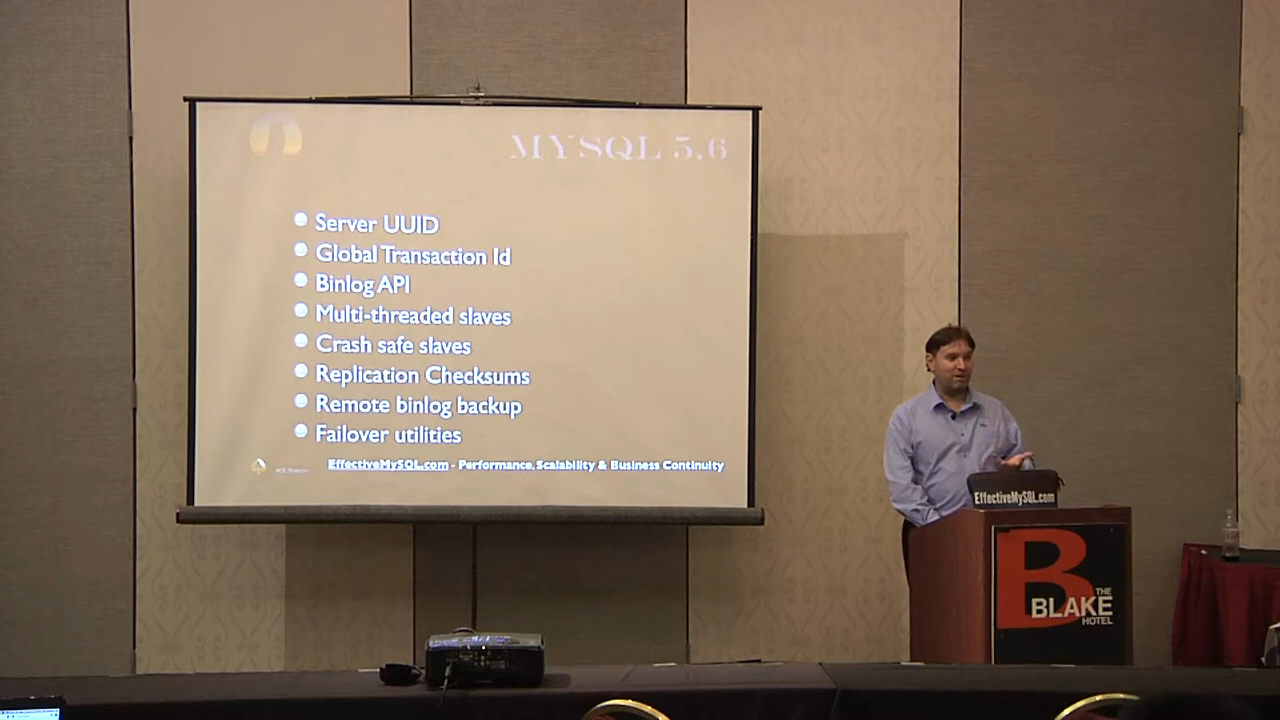 MYSQL 5.6
Server UUID
Global Transaction Id
Binlog API
Multi-threaded slaves
Crash safe slaves
Replication Checksums
Remote binlog backup
Failover utilities
EffectiveMySQL.com - Performance, Scalability & Business Continuity
EffectiveMySQL.com
B
THE
BLAKE
HOTEL